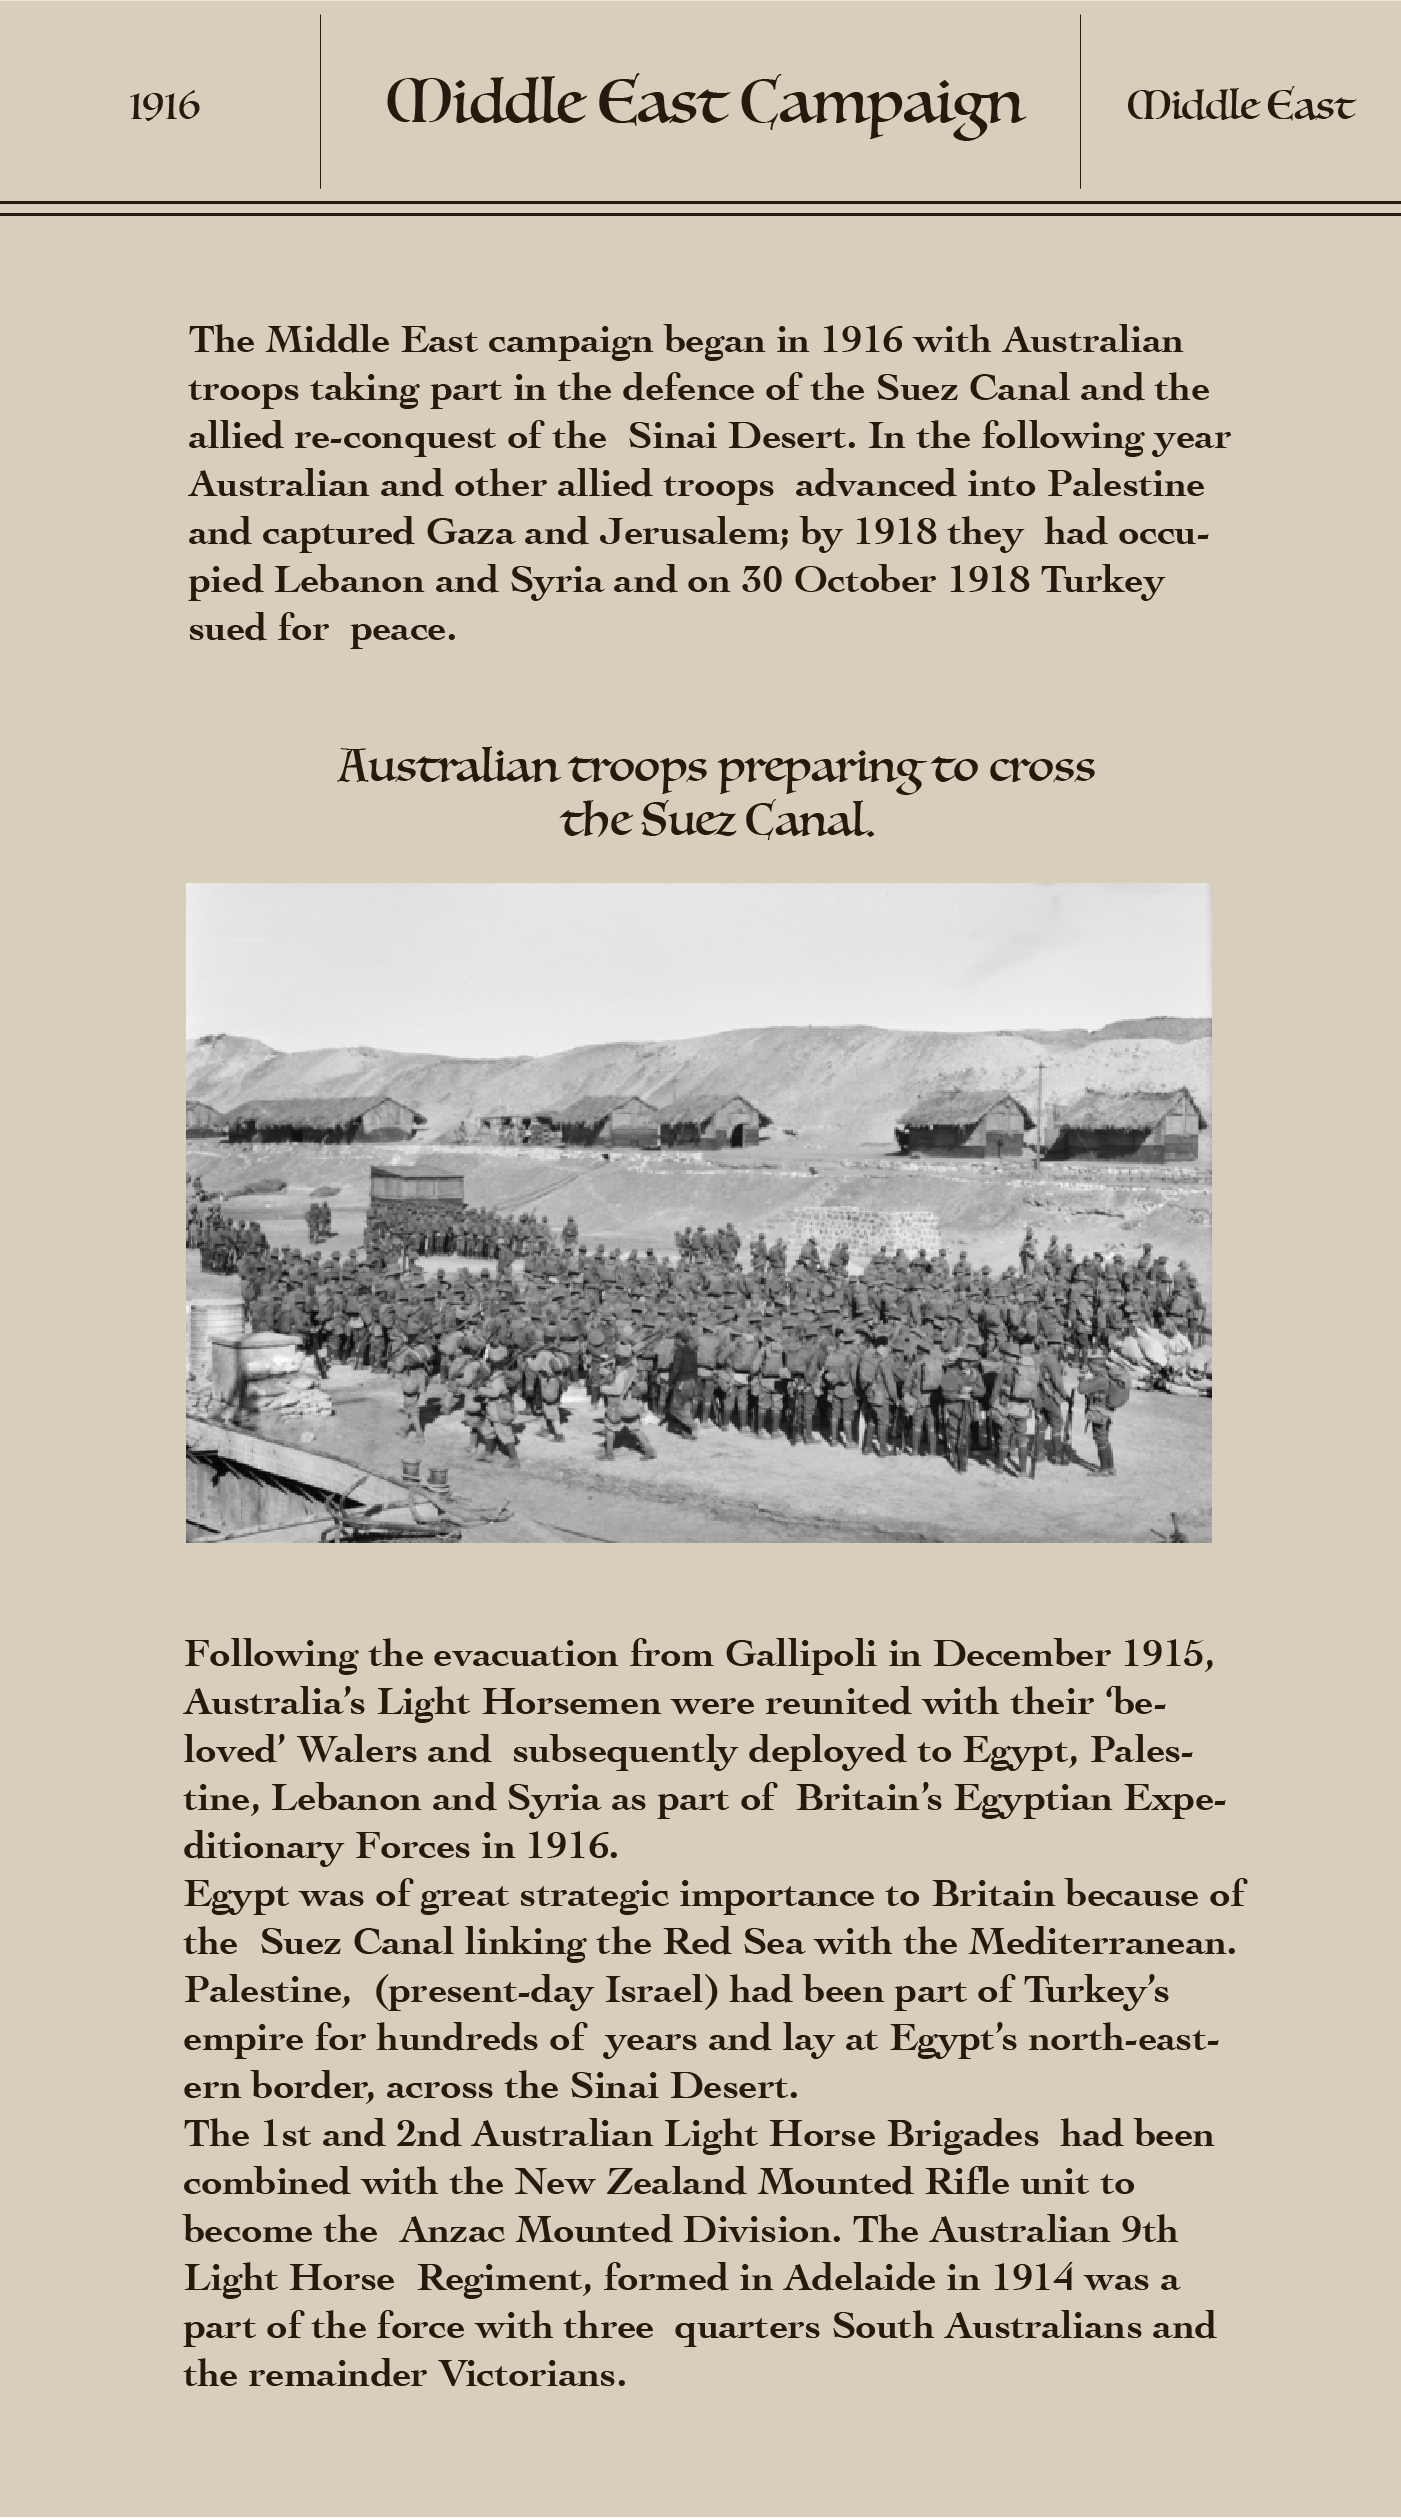 1916
Middle East Campaign
Middle East
The Middle East campaign began in 1916 with Australian
troops taking part in the defence of the Suez Canal and the
allied re-conquest of the  Sinai Desert. In the following year
Australian and other allied troops  advanced into Palestine
and captured Gaza and Jerusalem; by 1918 they  had occu-
pied Lebanon and Syria and on 30 October 1918 Turkey
sued for  peace.
Australian troops preparing to cross
the Suez Canal.
Following the evacuation from Gallipoli in December 1915,
Australia’s Light Horsemen were reunited with their ‘be-
loved’ Walers and  subsequently deployed to Egypt, Pales-
tine, Lebanon and Syria as part of  Britain’s Egyptian Expe-
ditionary Forces in 1916.
Egypt was of great strategic importance to Britain because of
the  Suez Canal linking the Red Sea with the Mediterranean.
Palestine,  (present-day Israel) had been part of Turkey’s
empire for hundreds of  years and lay at Egypt’s north-east-
ern border, across the Sinai Desert.
The 1st and 2nd Australian Light Horse Brigades  had been
combined with the New Zealand Mounted Rifle unit to
become the  Anzac Mounted Division. The Australian 9th
Light Horse  Regiment, formed in Adelaide in 1914 was a
part of the force with three  quarters South Australians and
the remainder Victorians.